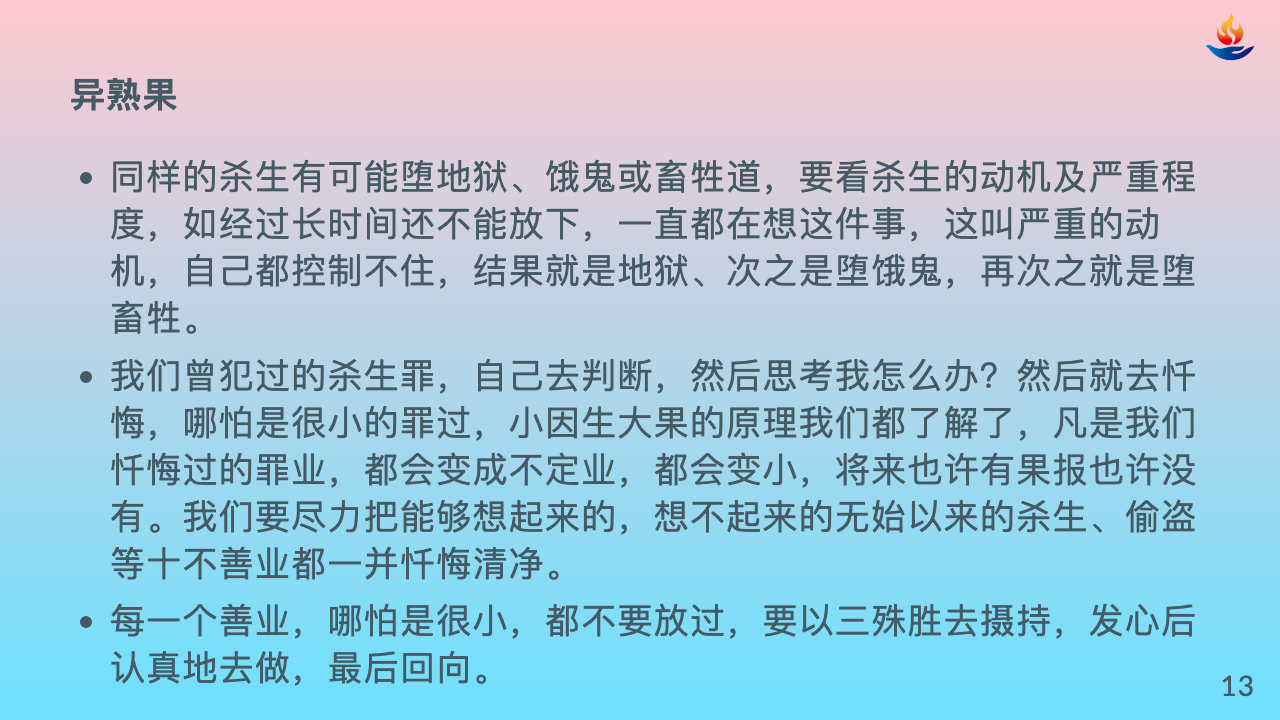 异熟果
• 同样的杀生有可能堕地狱、饿鬼或畜牲道，要看杀生的动机及严重程
度，如经过长时间还不能放下，一直都在想这件事，这叫严重的动
机，自己都控制不住，结果就是地狱、次之是堕饿鬼，再次之就是堕
畜牲。
• 我们曾犯过的杀生罪，自己去判断，然后思考我怎么办？然后就去忏
悔，哪怕是很小的罪过，小因生大果的原理我们都了解了，凡是我们
忏悔过的罪业，都会变成不定业，都会变小，将来也许有果报也许没
有。我们要尽力把能够想起来的，想不起来的无始以来的杀生、偷盗
等十不善业都一并忏悔清净。
• 每一个善业，哪怕是很小，都不要放过，要以三殊胜去摄持，发心后
认真地去做，最后回向。
13